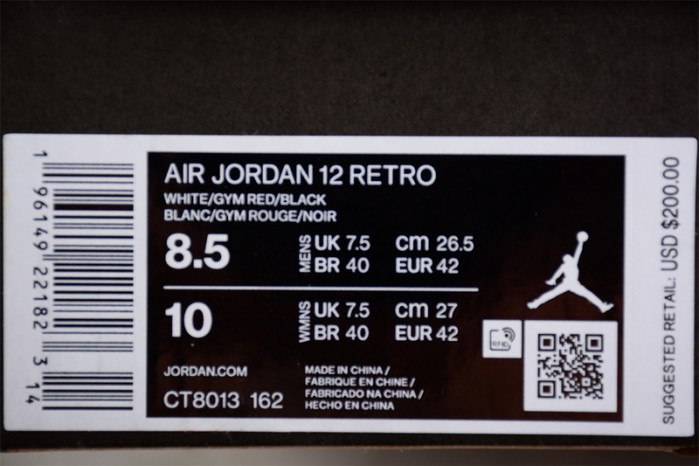 1 96149 22182 3 14
AIR JORDAN 12 RETRO
WHITE/GYM RED/BLACK
BLANC/GYM ROUGE/NOIR
8.5 MENS UK 7.5 cm 26.5
BR 40 EUR 42
10 WMNS UK 7.5 cm 27
BR 40 EUR 42
JORDAN.COM
CT8013 162
MADE IN CHINA /
FABRIQUE EN CHINE /
FABRICADO NA CHINA /
HECHO EN CHINA
RFID
SUGGESTED RETAIL: USD $200.00